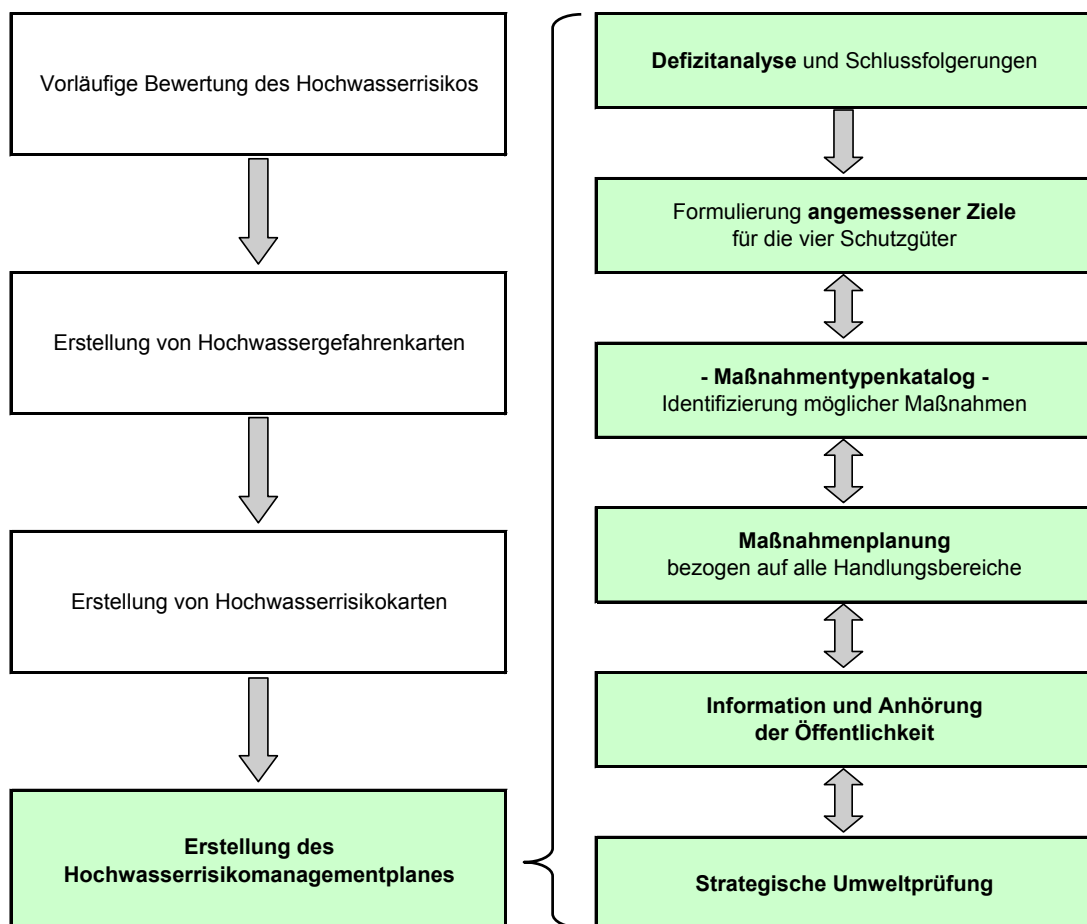 Vorläufige Bewertung des Hochwasserrisikos
Erstellung von Hochwassergefahrenkarten
Erstellung von Hochwasserrisikokarten
Erstellung des
Hochwasserrisikomanagementplanes
Defizitanalyse und Schlussfolgerungen
Formulierung angemessener Ziele
für die vier Schutzgüter
- Maßnahmentypenkatalog -
Identifizierung möglicher Maßnahmen
Maßnahmenplanung
bezogen auf alle Handlungsbereiche
Information und Anhörung
der Öffentlichkeit
Strategische Umweltprüfung